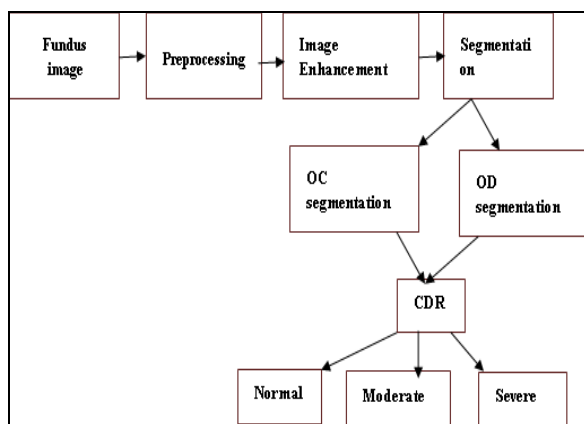 Fundus
image
Preprocessing
Image
Enhancement
Segmentati
on
OC
segmentation
OD
segmentation
CDR
Normal
Moderate
Severe